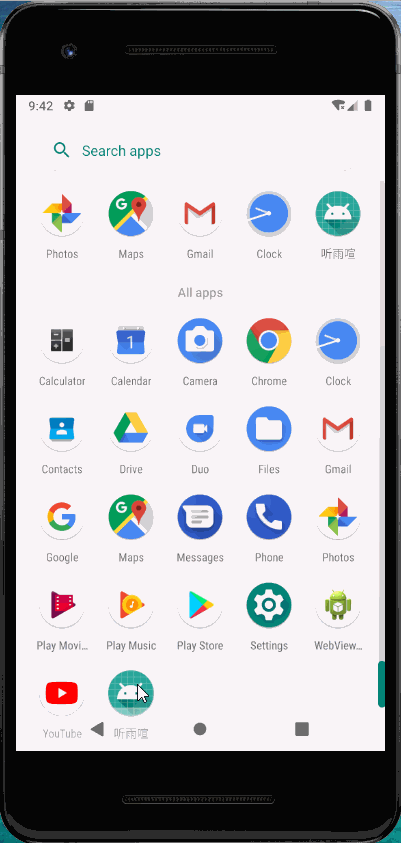 9:42
Search apps
Photos Maps Gmail Clock 听雨喧
All apps
Calculator Calendar Camera Chrome Clock
1
Contacts Drive Duo Files Gmail
Google Maps Messages Phone Photos
Play Movi... Play Music Play Store Settings WebView...
YouTube 听雨喧